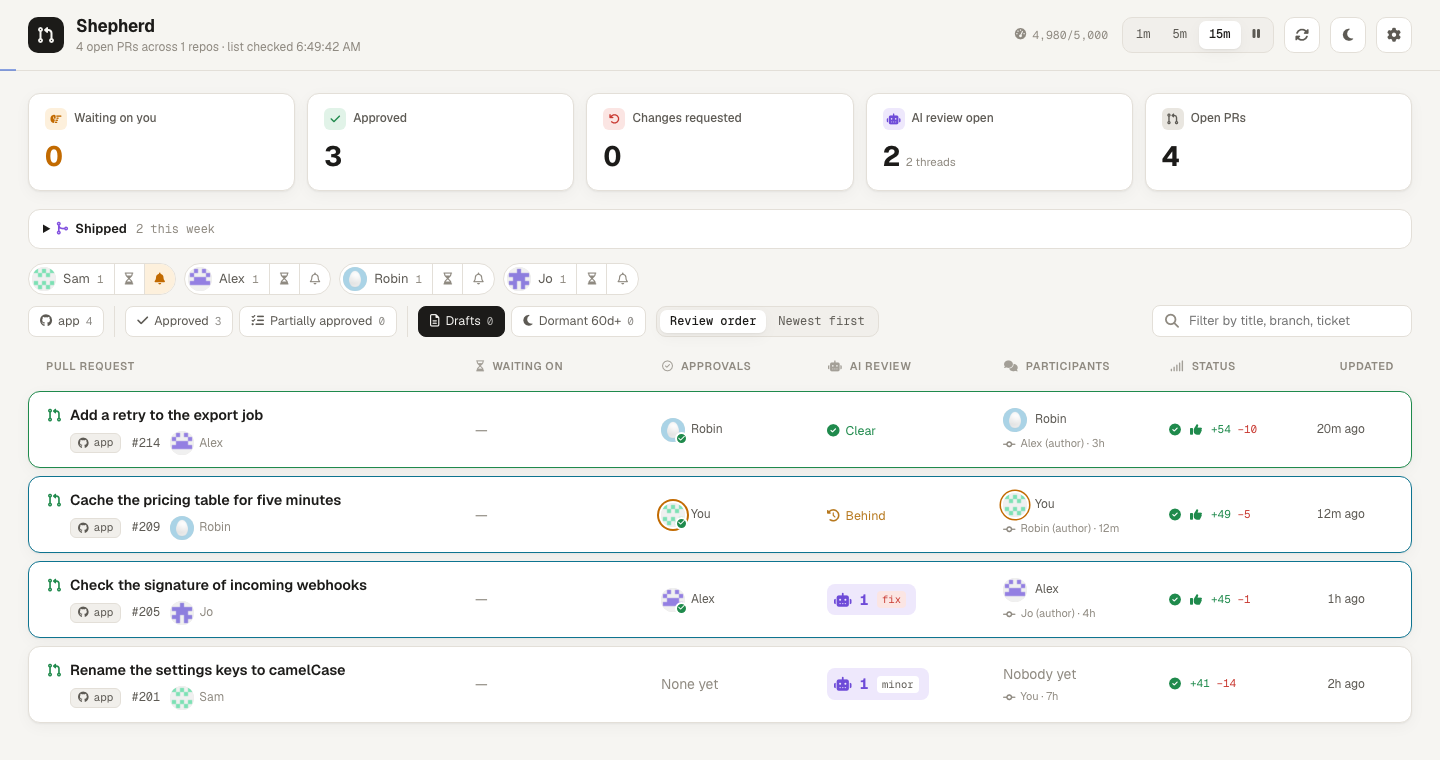 Shepherd
4 open PRs across 1 repos · list checked 6:49:42 AM
4,980/5,000
1m 5m 15m
Waiting on you
0
Approved
3
Changes requested
0
AI review open
2 2 threads
Open PRs
4
Shipped 2 this week
Sam 1
Alex 1
Robin 1
Jo 1
app 4
Approved 3
Partially approved 0
Drafts 0
Dormant 60d+ 0
Review order
Newest first
Filter by title, branch, ticket
PULL REQUEST WAITING ON APPROVALS AI REVIEW PARTICIPANTS STATUS UPDATED
Add a retry to the export job
app #214 Alex
—
Robin
Clear
Robin
Alex (author) · 3h
+54 −10
20m ago
Cache the pricing table for five minutes
app #209 Robin
—
You
Behind
You
Robin (author) · 12m
+49 −5
12m ago
Check the signature of incoming webhooks
app #205 Jo
—
Alex
1 fix
Alex
Jo (author) · 4h
+45 −1
1h ago
Rename the settings keys to camelCase
app #201 Sam
—
None yet
1 minor
Nobody yet
You · 7h
+41 −14
2h ago